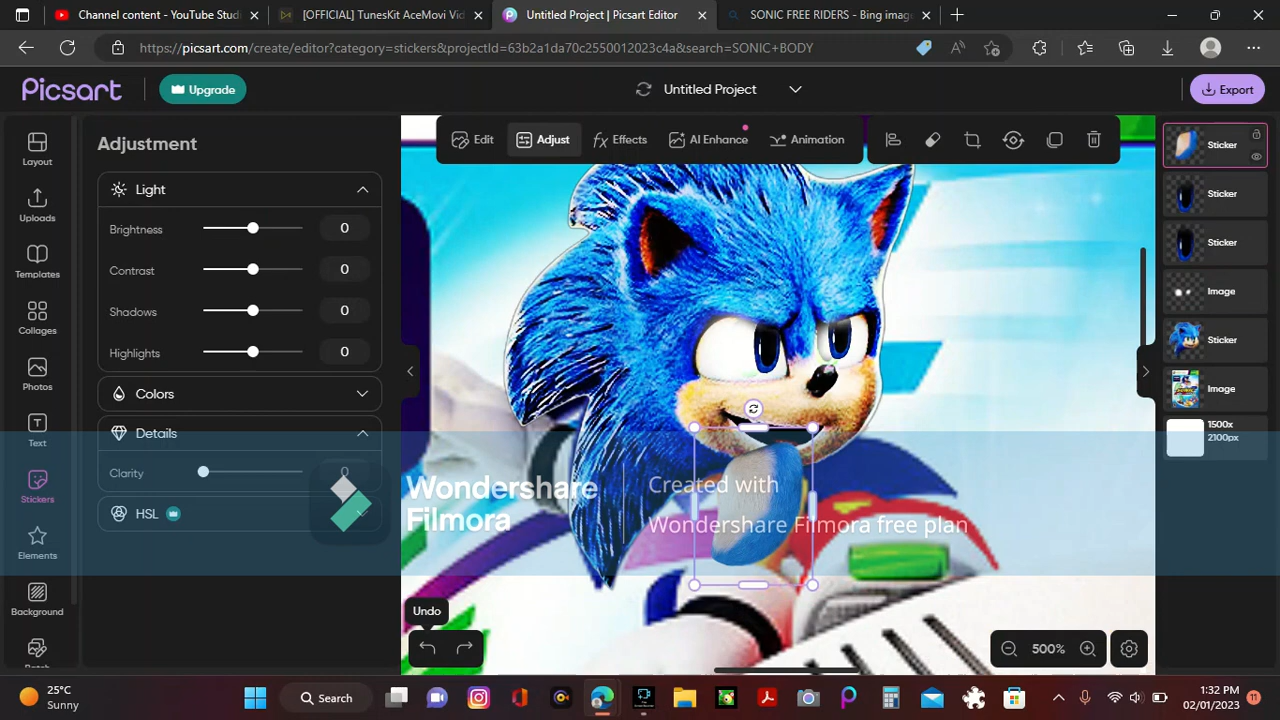 Channel content - YouTube Stud
[OFFICIAL] TunesKit AceMovi Vid
Untitled Project | Picsart Editor
SONIC FREE RIDERS - Bing imag
https://picsart.com/create/editor?category=stickers&projectId=63b2a1da70c2550012023c4a&search=SONIC+BODY
Picsart
Upgrade
Untitled Project
Export
Layout
Uploads
Templates
Collages
Photos
Text
Stickers
Elements
Background
Batch
Adjustment
Light
Brightness 0
Contrast 0
Shadows 0
Highlights 0
Colors
Details
Clarity 0
HSL
Edit
Adjust
Effects
AI Enhance
Animation
Wondershare
Filmora
Created with
Wondershare Filmora free plan
Undo
500%
Sticker
Sticker
Sticker
Image
Sticker
Image
1500x
2100px
25°C
Sunny
Search
1:32 PM
02/01/2023
11